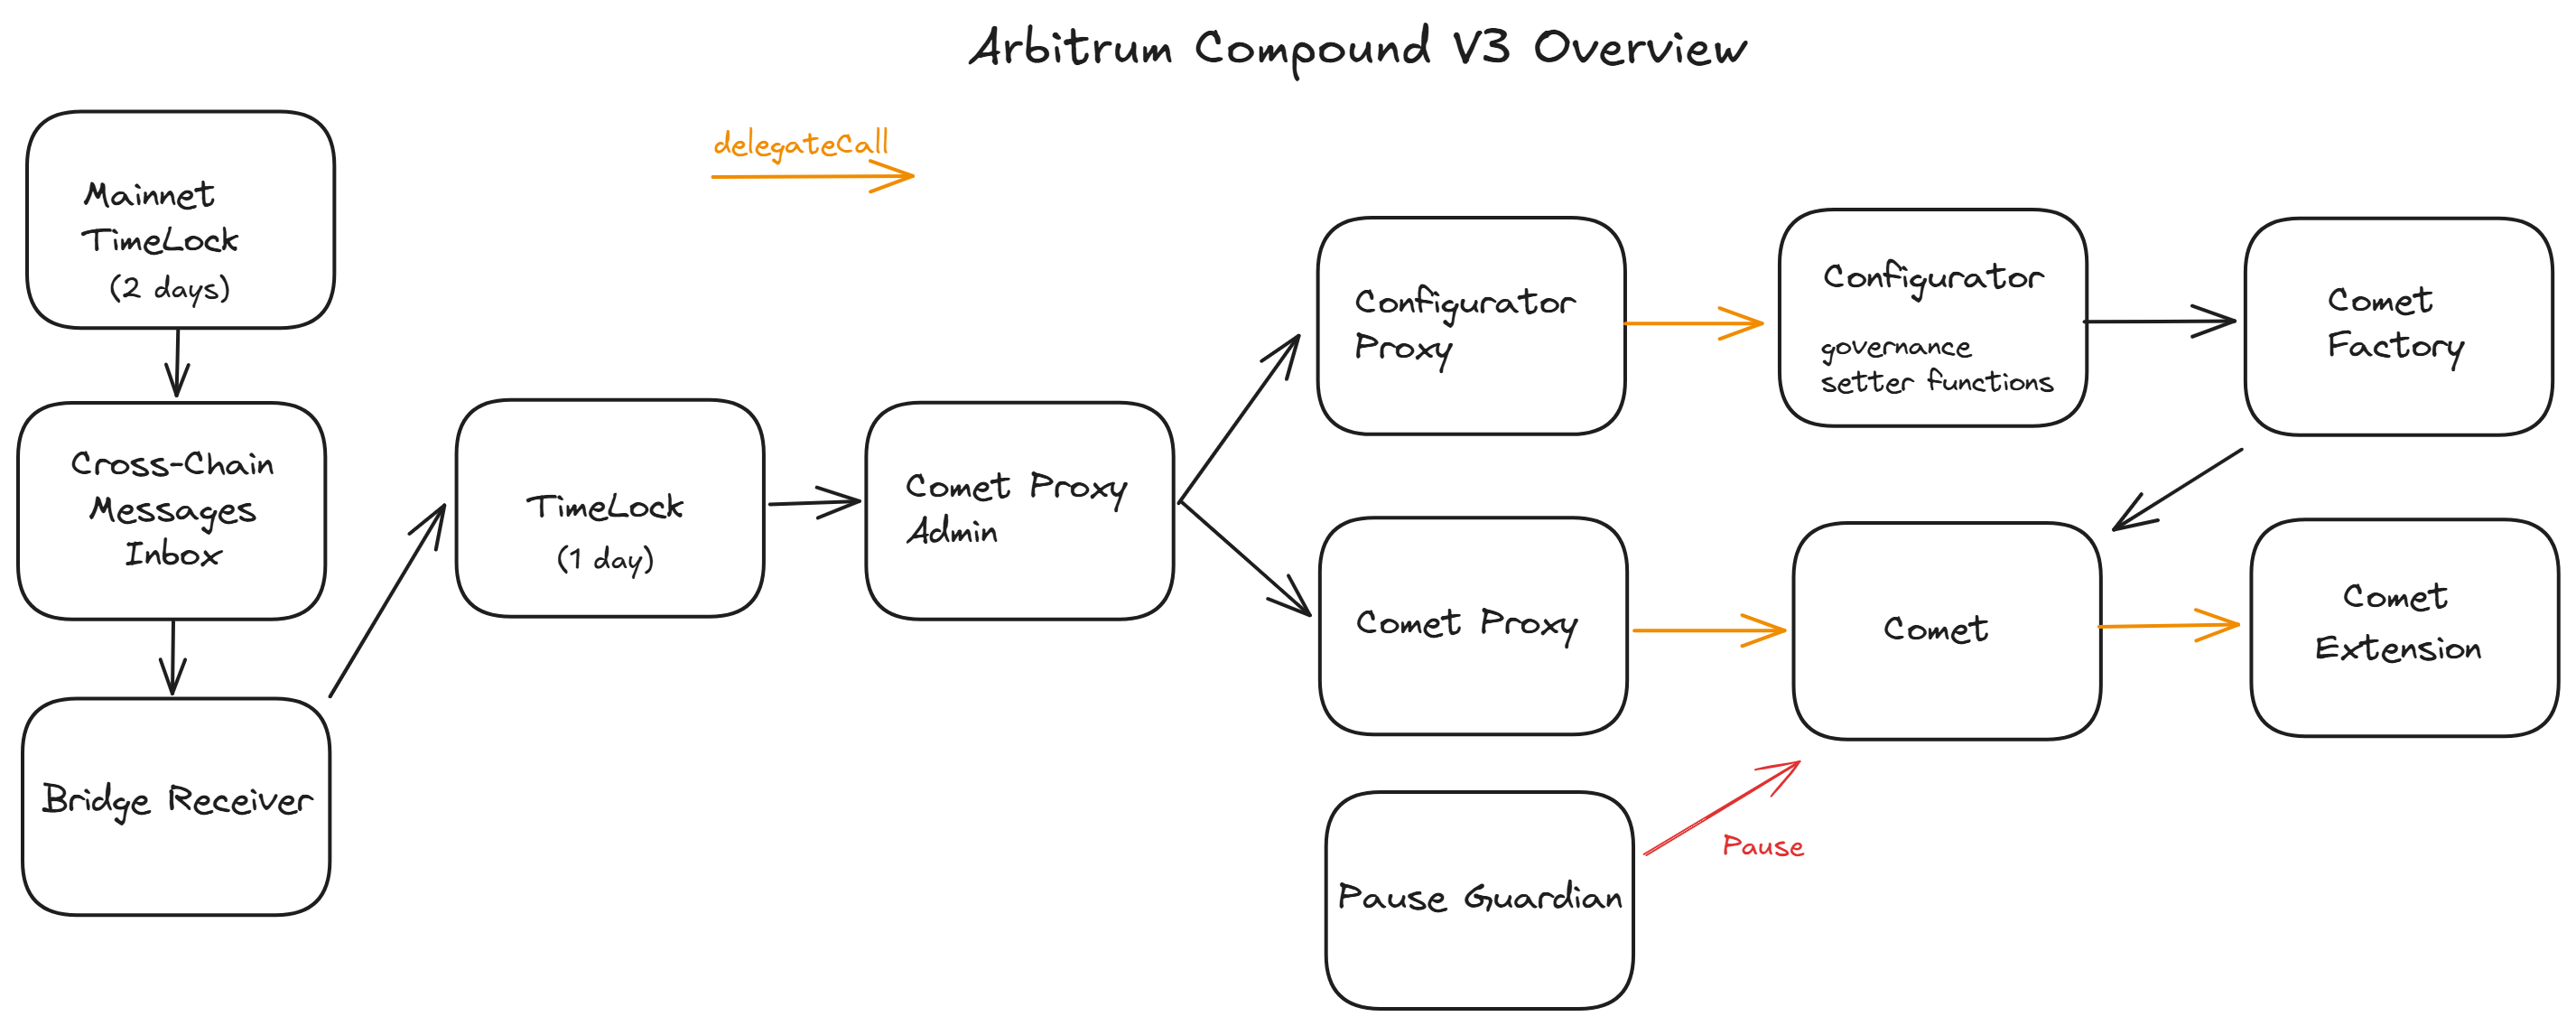 Arbitrum Compound V3 Overview
delegateCall
Mainnet
TimeLock
(2 days)
Cross-Chain
Messages
Inbox
Bridge Receiver
TimeLock
(1 day)
Comet Proxy
Admin
Configurator
Proxy
Configurator
governance
setter functions
Comet
Factory
Comet Proxy
Comet
Comet
Extension
Pause Guardian
Pause